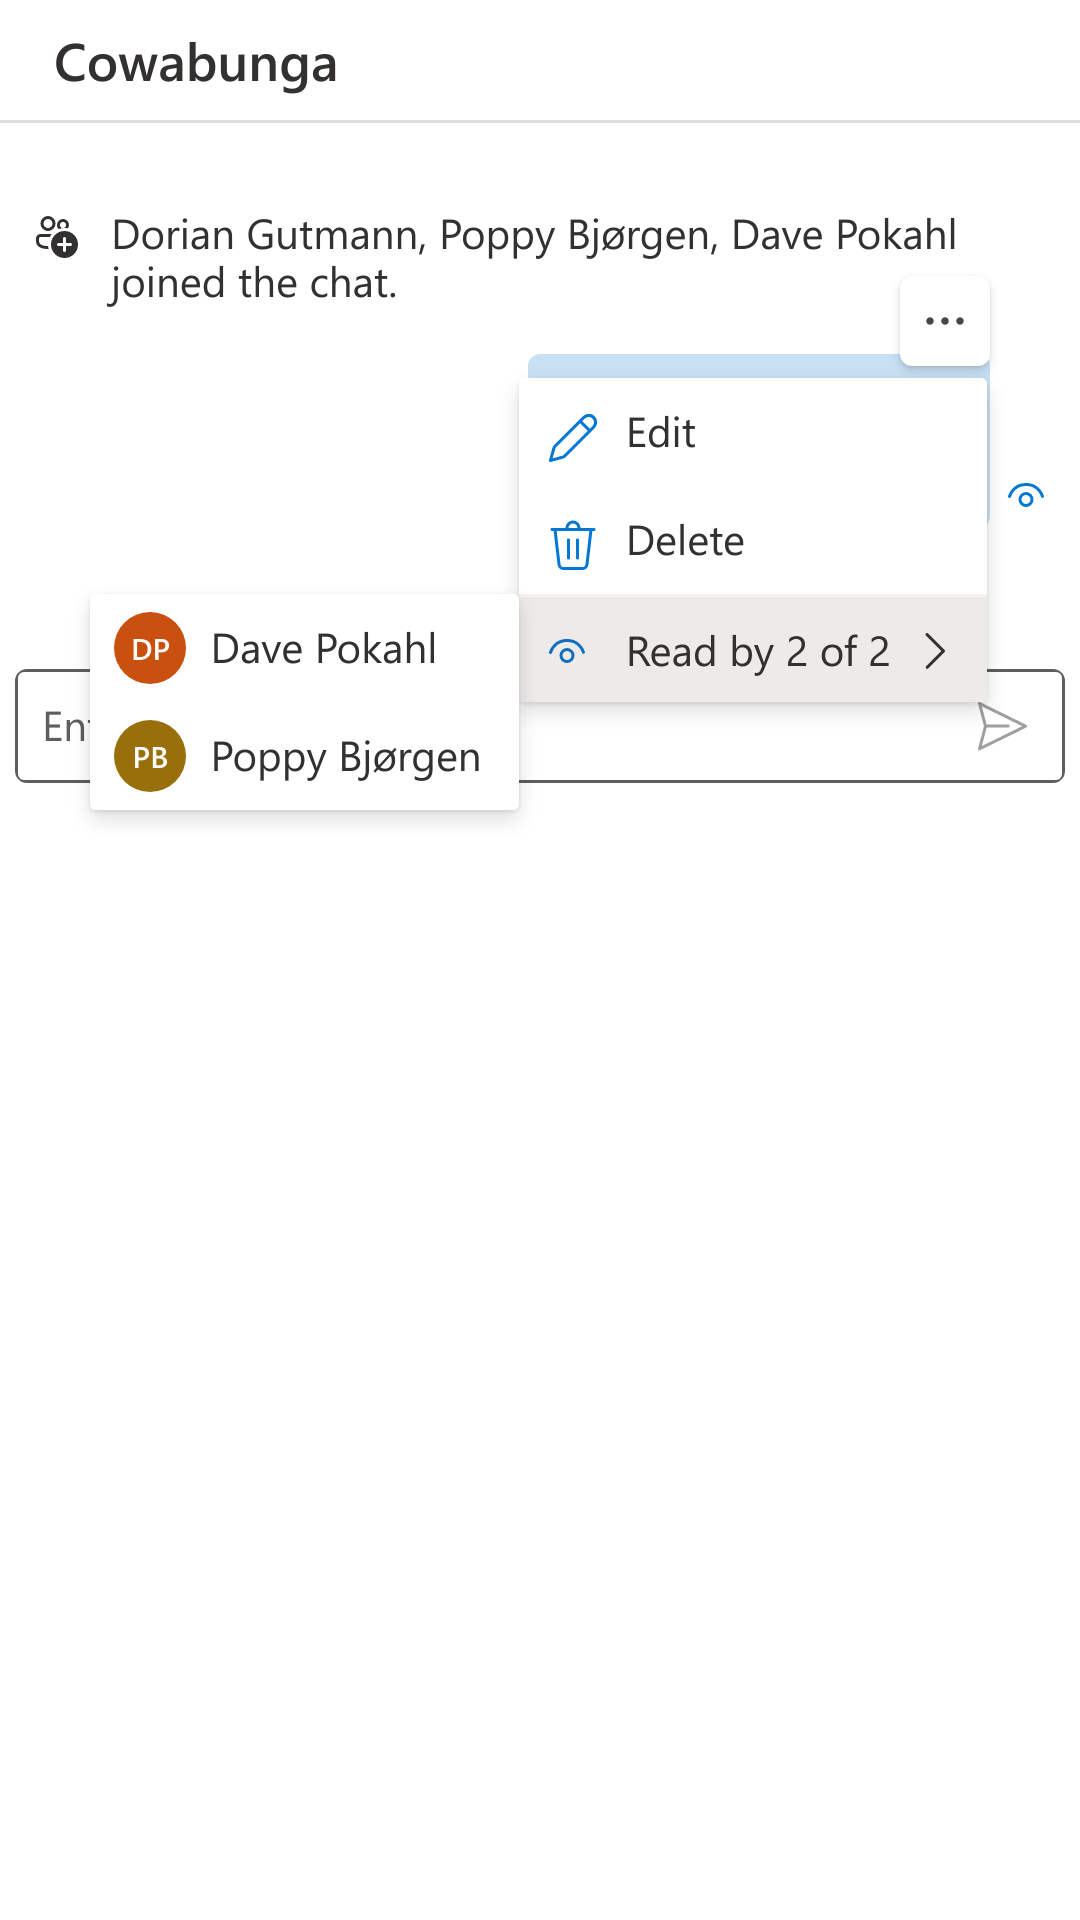 Cowabunga
Dorian Gutmann, Poppy Bjørgen, Dave Pokahl
joined the chat.
Edit
Delete
Read by 2 of 2
DP Dave Pokahl
PB Poppy Bjørgen